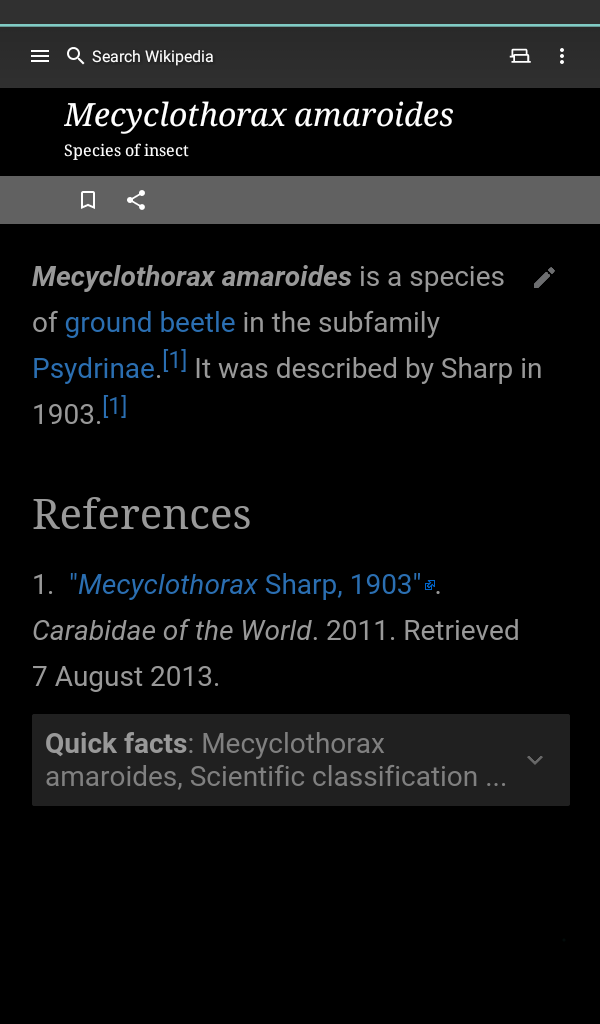 Search Wikipedia
Mecyclothorax amaroides
Species of insect
Mecyclothorax amaroides is a species
of ground beetle in the subfamily
Psydrinae.[1] It was described by Sharp in
1903.[1]
References
1. "Mecyclothorax Sharp, 1903".
Carabidae of the World. 2011. Retrieved
7 August 2013.
Quick facts: Mecyclothorax
amaroides, Scientific classification ...